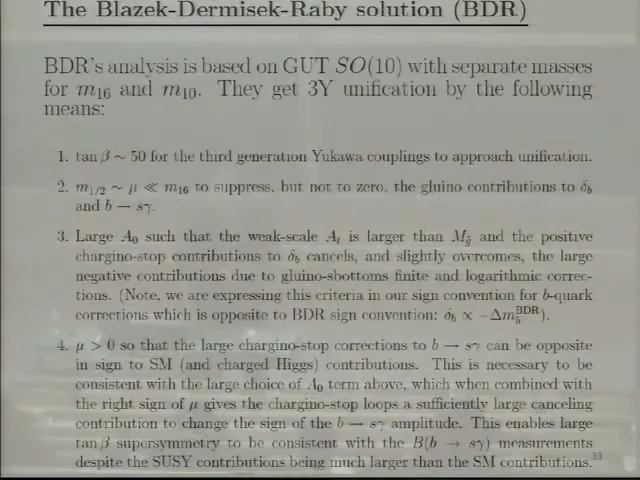 The Blazek-Dermisek-Raby solution (BDR)
BDR's analysis is based on GUT SO(10) with separate masses
for m₁₆ and m₁₀. They get 3Y unification by the following
means:
1. tan β ∼ 50 for the third generation Yukawa couplings to approach unification.
2. m₁/₂ ∼ μ ≪ m₁₆ to suppress, but not to zero, the gluino contributions to δ_b
and b → sγ.
3. Large A₀ such that the weak-scale A_t is larger than M_g̃ and the positive
chargino-stop contributions to δ_b cancels, and slightly overcomes, the large
negative contributions due to gluino-sbottoms finite and logarithmic correc-
tions. (Note, we are expressing this criteria in our sign convention for b-quark
corrections which is opposite to BDR sign convention: δ_b ∝ −Δm_b^BDR).
4. μ > 0 so that the large chargino-stop corrections to b → sγ can be opposite
in sign to SM (and charged Higgs) contributions. This is necessary to be
consistent with the large choice of A₀ term above, which when combined with
the right sign of μ gives the chargino-stop loops a sufficiently large canceling
contribution to change the sign of the b → sγ amplitude. This enables large
tan β supersymmetry to be consistent with the B(b → sγ) measurements
despite the SUSY contributions being much larger than the SM contributions.
33